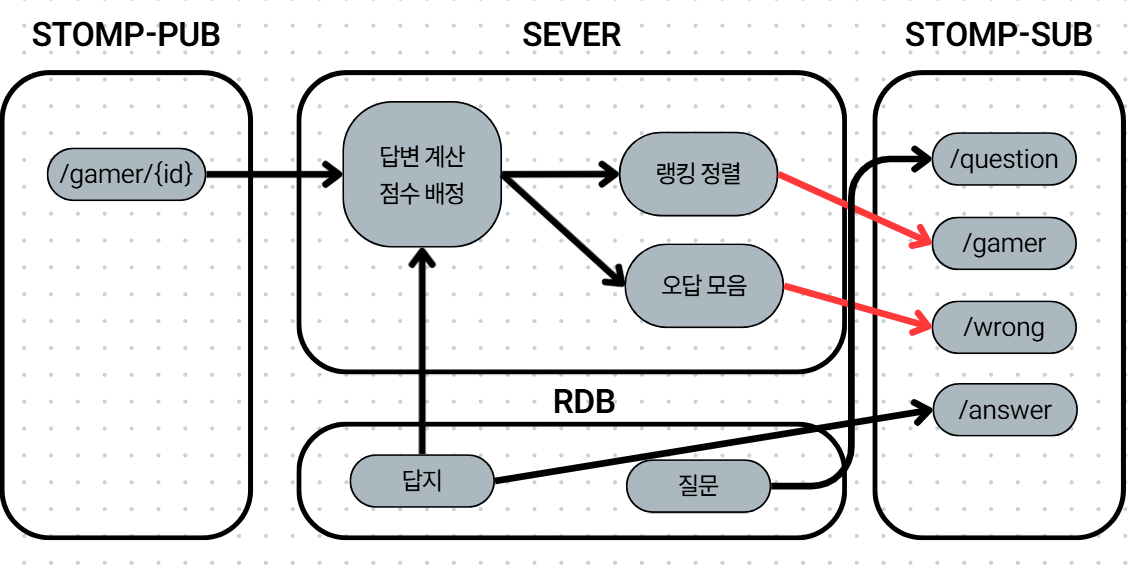 STOMP-PUB
SEVER
STOMP-SUB
/gamer/{id}
답변 계산
점수 배정
랭킹 정렬
오답 모음
/question
/gamer
/wrong
/answer
RDB
답지
질문